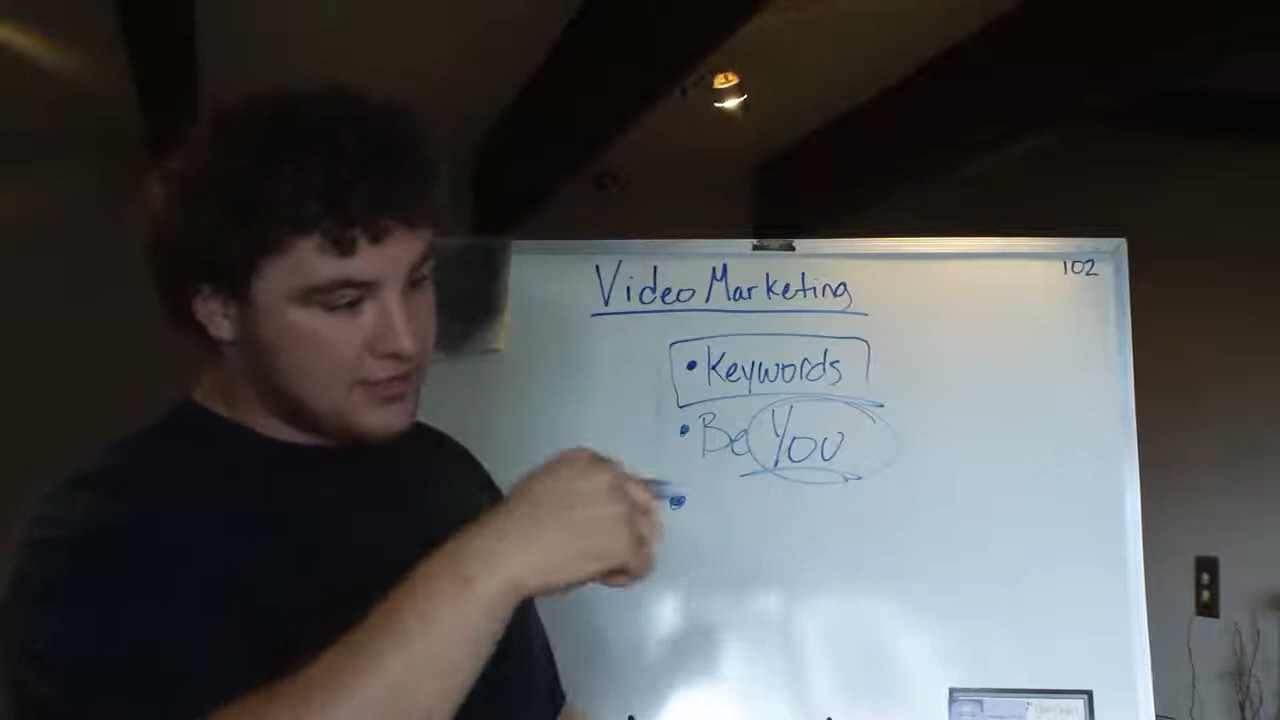 102
Video Marketing
• Keywords
• Be You
•